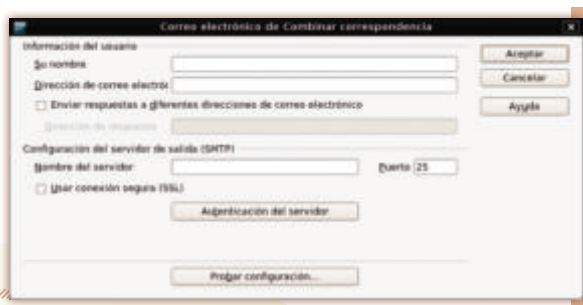 Correo electrónico de Combinar correspondencia
Información del usuario
Su nombre
Dirección de correo electró
Enviar respuestas a diferentes direcciones de correo electrónico
Dirección de respuesta
Configuración del servidor de salida (SMTP)
Nombre del servidor
Puerto 25
Usar conexión segura (SSL)
Autenticación del servidor
Probar configuración...
Aceptar
Cancelar
Ayuda